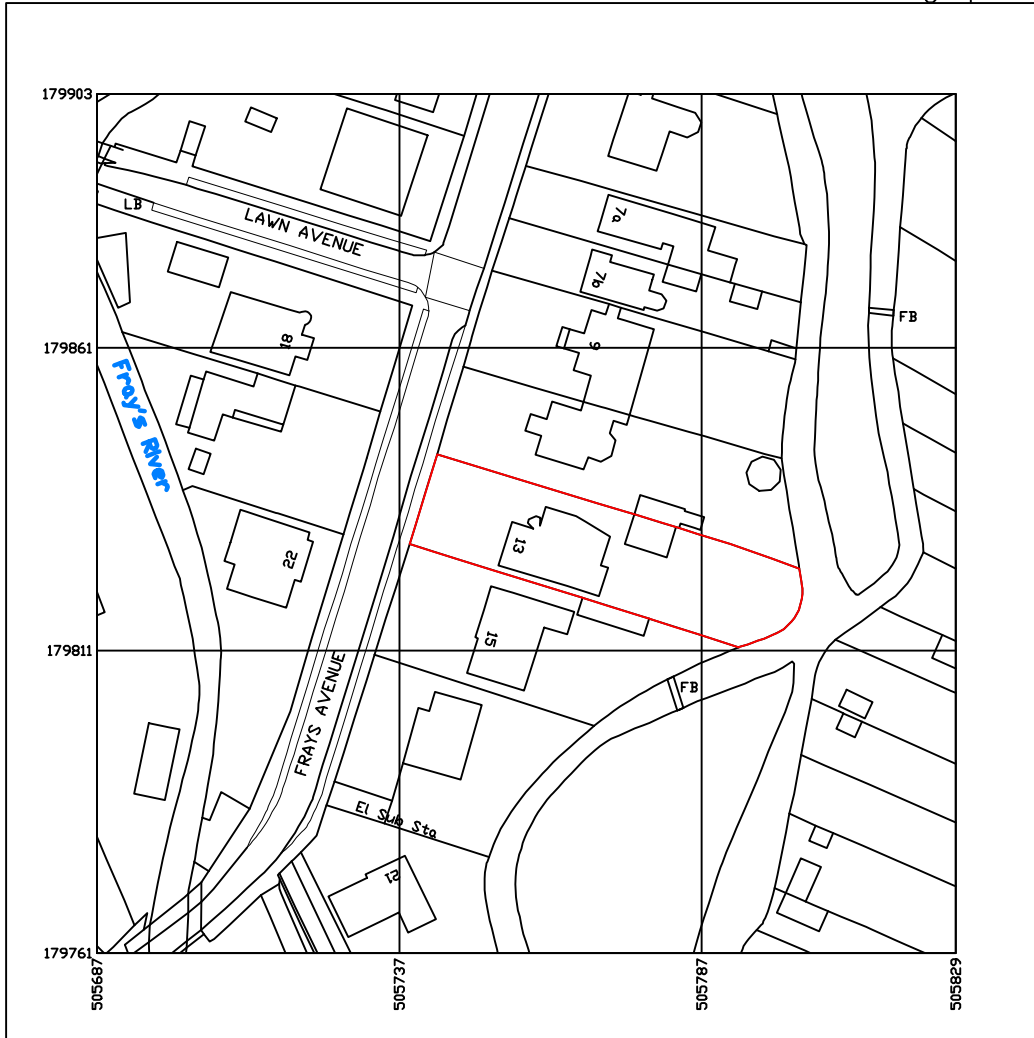 179903
7a
LB
LAWN AVENUE
7b
FB
18
9
179861
Fray's River
13
22
15
179811
FB
FRAYS AVENUE
El Sub Sta
21
179761
505687
505737
505787
505829